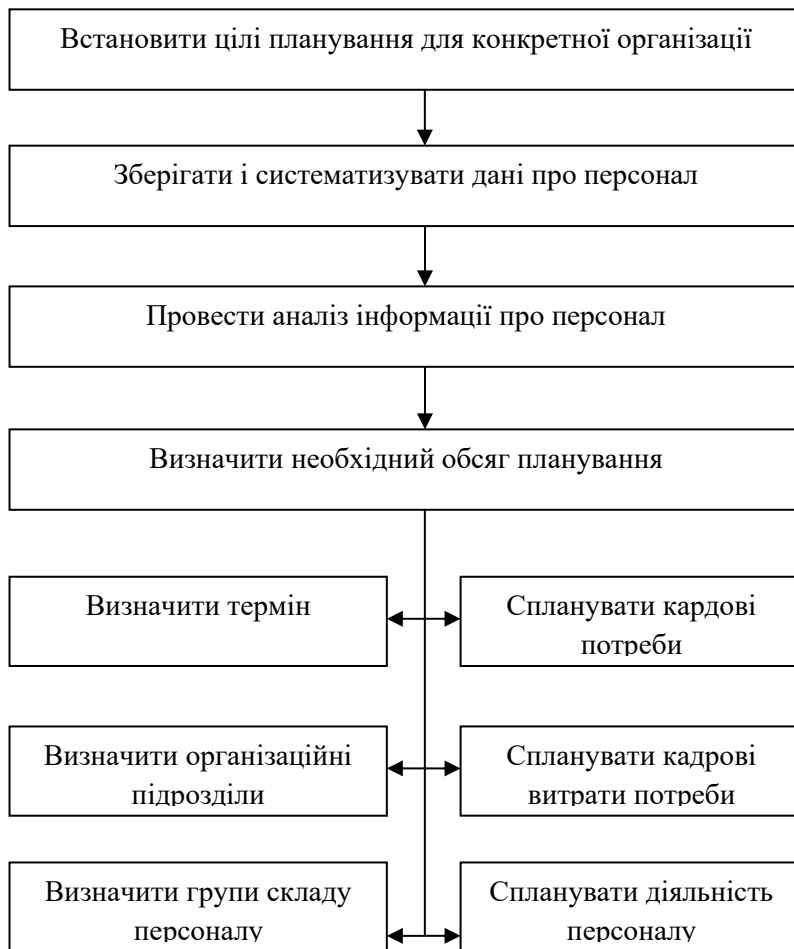 Встановити цілі планування для конкретної організації
Зберігати і систематизувати дані про персонал
Провести аналіз інформації про персонал
Визначити необхідний обсяг планування
Визначити термін
Спланувати кардові
потреби
Визначити організаційні
підрозділи
Спланувати кадрові
витрати потреби
Визначити групи складу
персоналу
Спланувати діяльність
персоналу